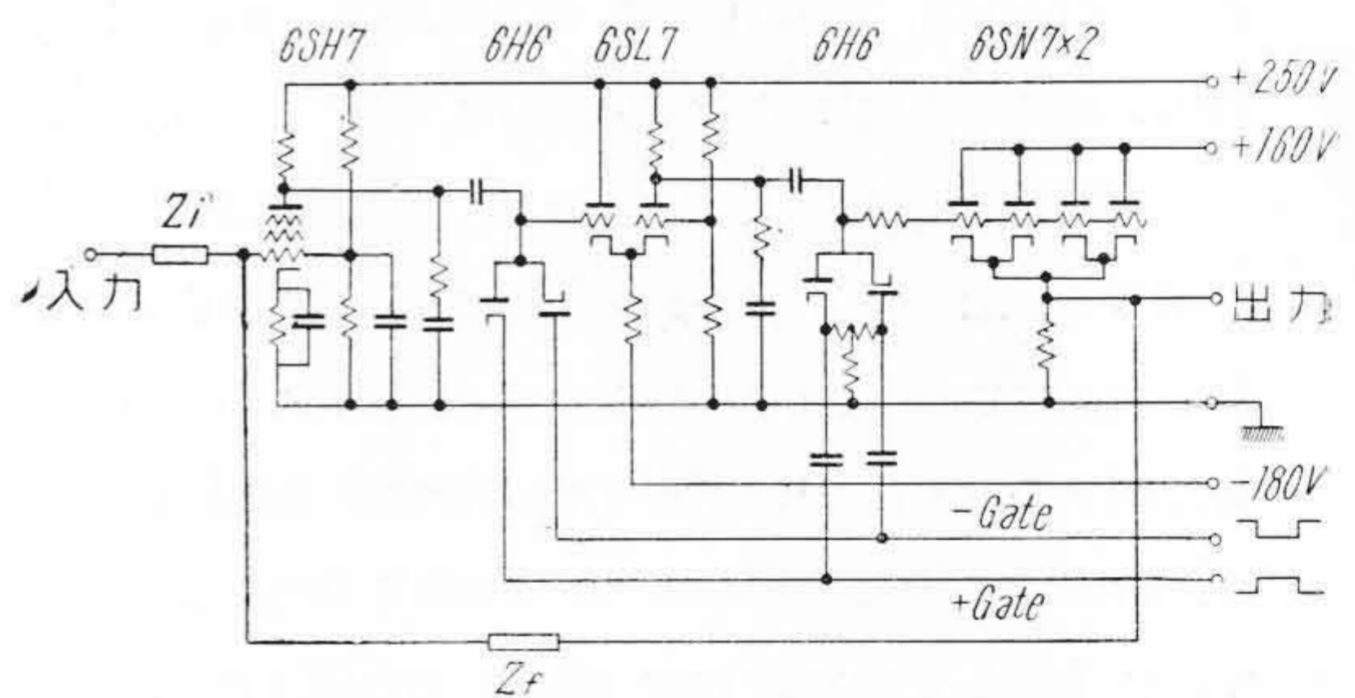 6SH7 6H6 6SL7 6H6 6SN7×2
+250V
+160V
Zi
入力
出力
-180V
-Gate
+Gate
Zf